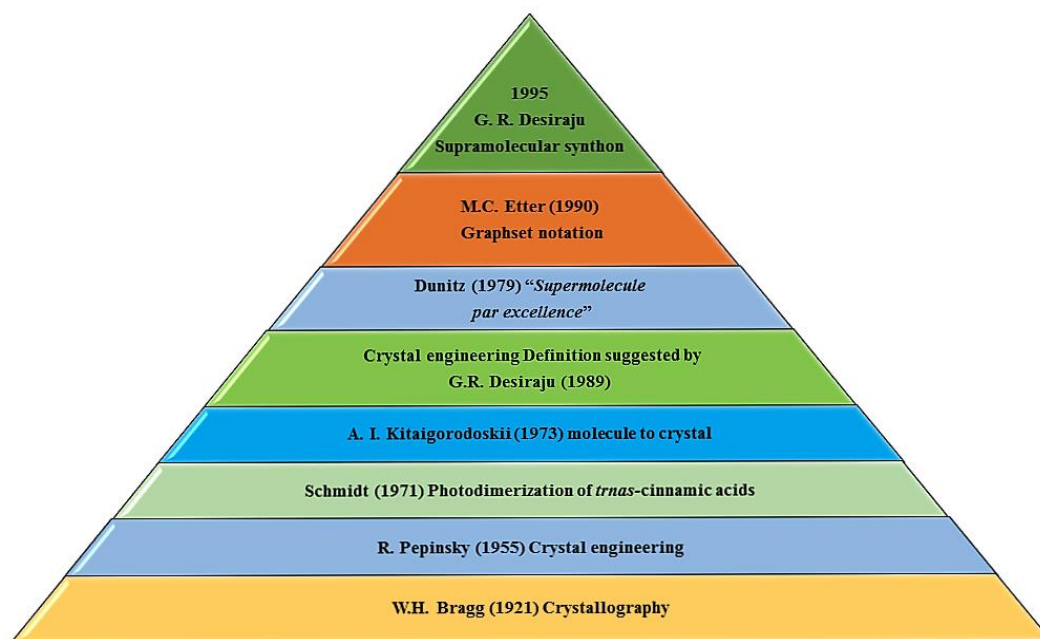 1995
G. R. Desiraju
Supramolecular synthon
M.C. Etter (1990)
Graphset notation
Dunitz (1979) “Supermolecule
par excellence”
Crystal engineering Definition suggested by
G.R. Desiraju (1989)
A. I. Kitaigorodoskii (1973) molecule to crystal
Schmidt (1971) Photodimerization of trnas-cinnamic acids
R. Pepinsky (1955) Crystal engineering
W.H. Bragg (1921) Crystallography